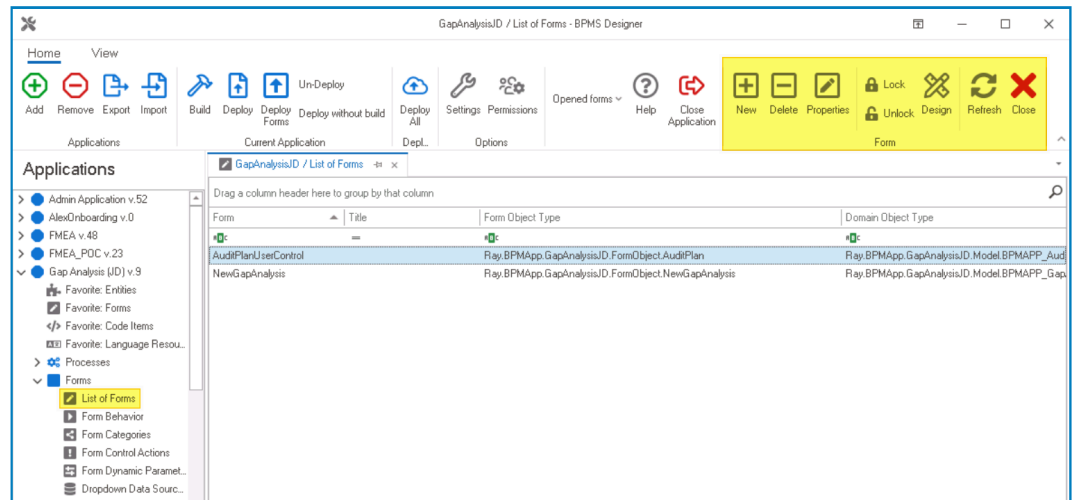 GapAnalysisJD / List of Forms - BPMS Designer
Home View
Add Remove Export Import Build Deploy Deploy Forms Un-Deploy Deploy without build Deploy All Settings Permissions Opened forms Help Close Application New Delete Properties Lock Unlock Design Refresh Close
Applications Current Application Depl... Options Form
Applications
GapAnalysisJD / List of Forms
Drag a column header here to group by that column
Form Title Form Object Type Domain Object Type
AuditPlanUserControl Ray.BPMApp.GapAnalysisJD.FormObject.AuditPlan Ray.BPMApp.GapAnalysisJD.Model.BPMAPP_Aud
NewGapAnalysis Ray.BPMApp.GapAnalysisJD.FormObject.NewGapAnalysis Ray.BPMApp.GapAnalysisJD.Model.BPMAPP_Gap
Admin Application v.52
AlexOnboarding v.0
FMEA v.48
FMEA_POC v.23
Gap Analysis (JD) v.9
Favorite: Entities
Favorite: Forms
Favorite: Code Items
Favorite: Language Resou...
Processes
Forms
List of Forms
Form Behavior
Form Categories
Form Control Actions
Form Dynamic Paramet...
Dropdown Data Sourc...